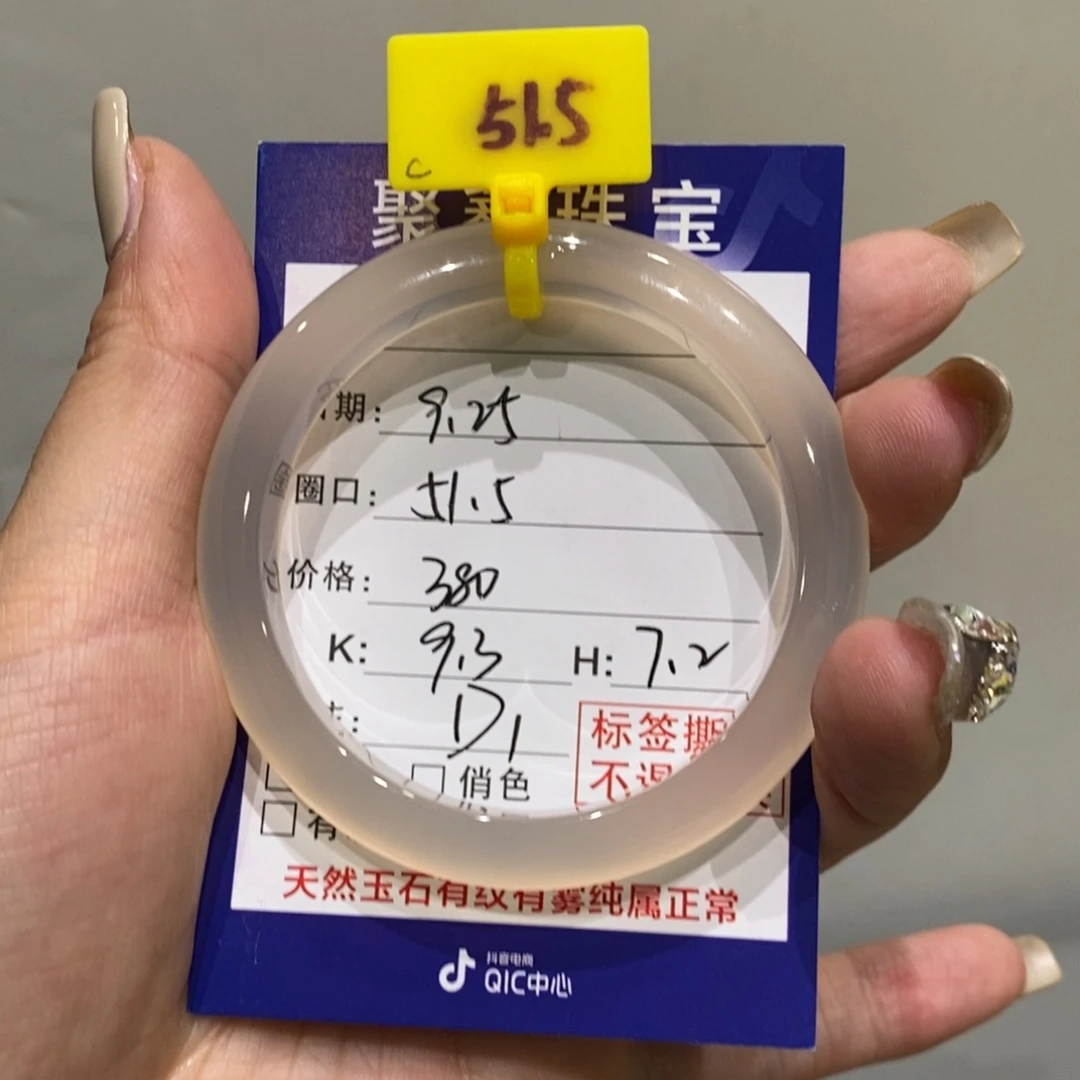 515
C
聚 珠宝
期: 9.25
圈口: 51.5
价格: 380
K: 9.3 H: 7.2
D1
标签撕
不退
俏色
有
天然玉石有纹有雾纯属正常
抖音电商
QIC中心